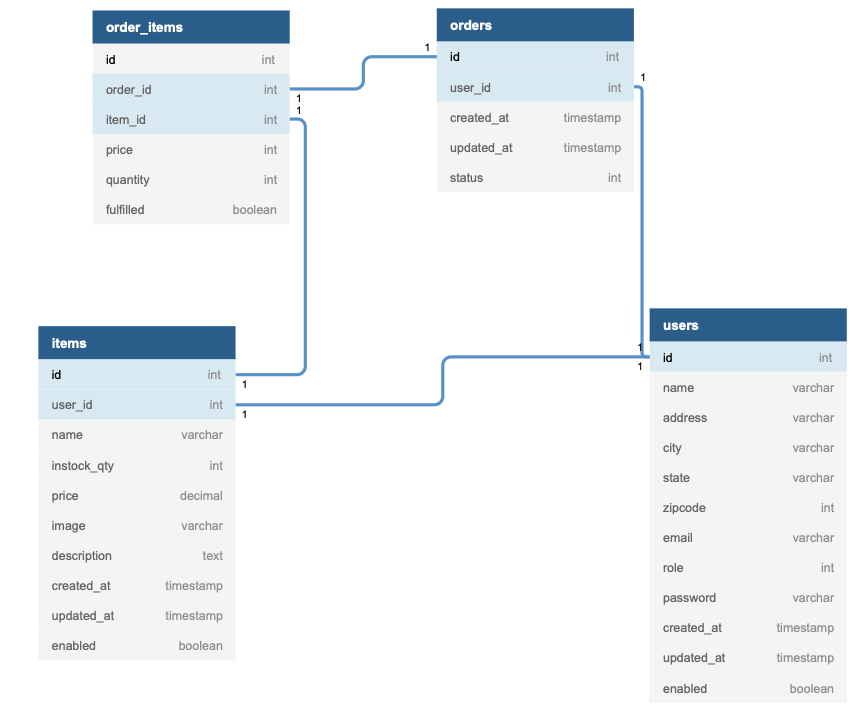 order_items
id int
order_id int
item_id int
price int
quantity int
fulfilled boolean
1
1
1
orders
id int
user_id int
created_at timestamp
updated_at timestamp
status int
1
items
id int
user_id int
name varchar
instock_qty int
price decimal
image varchar
description text
created_at timestamp
updated_at timestamp
enabled boolean
1
1
1
1
users
id int
name varchar
address varchar
city varchar
state varchar
zipcode int
email varchar
role int
password varchar
created_at timestamp
updated_at timestamp
enabled boolean